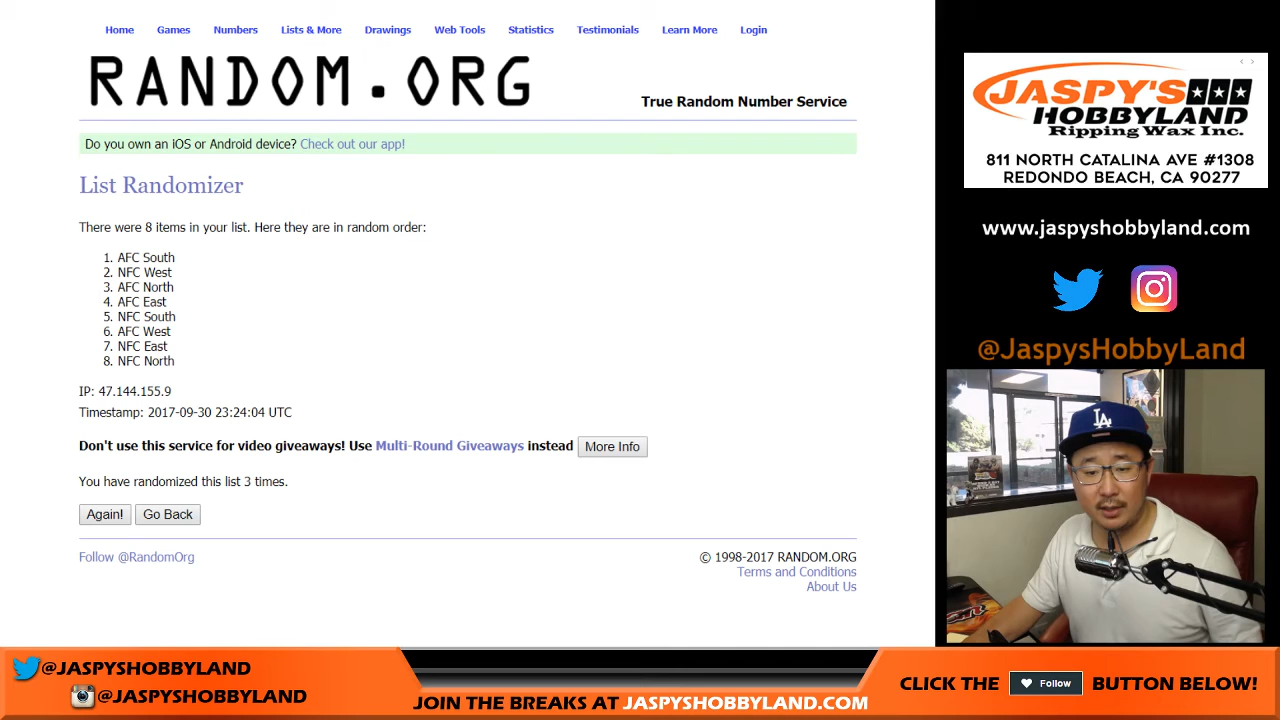 Home Games Numbers Lists & More Drawings Web Tools Statistics Testimonials Learn More Login
RANDOM.ORG
True Random Number Service
Do you own an iOS or Android device? Check out our app!
List Randomizer
There were 8 items in your list. Here they are in random order:
1. AFC South
2. NFC West
3. AFC North
4. AFC East
5. NFC South
6. AFC West
7. NFC East
8. NFC North
IP: 47.144.155.9
Timestamp: 2017-09-30 23:24:04 UTC
Don't use this service for video giveaways! Use Multi-Round Giveaways instead More Info
You have randomized this list 3 times.
Again! Go Back
Follow @RandomOrg
© 1998-2017 RANDOM.ORG
Terms and Conditions
About Us
JASPY'S
HOBBYLAND
Ripping Wax Inc.
811 NORTH CATALINA AVE #1308
REDONDO BEACH, CA 90277
www.jaspyshobbyland.com
@JaspysHobbyLand
LA
@JASPYSHOBBYLAND
@JASPYSHOBBYLAND
JOIN THE BREAKS AT JASPYSHOBBYLAND.COM
CLICK THE Follow BUTTON BELOW!